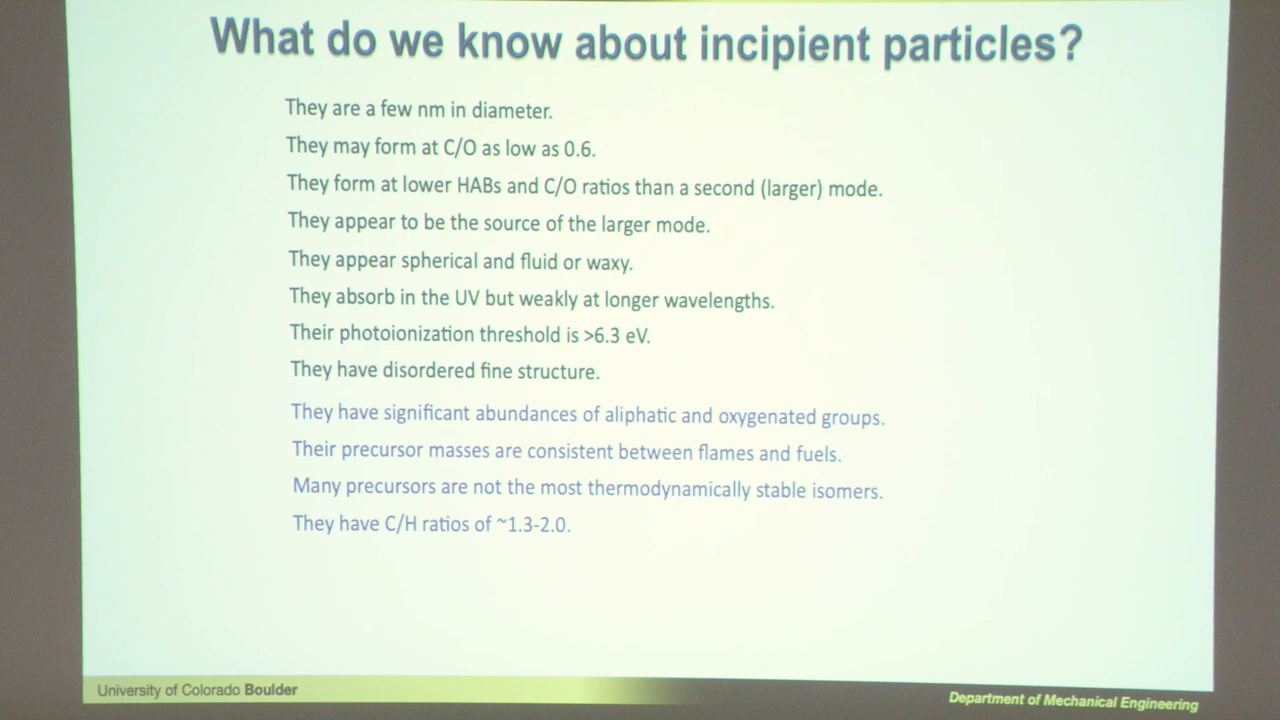 What do we know about incipient particles?
They are a few nm in diameter.
They may form at C/O as low as 0.6.
They form at lower HABs and C/O ratios than a second (larger) mode.
They appear to be the source of the larger mode.
They appear spherical and fluid or waxy.
They absorb in the UV but weakly at longer wavelengths.
Their photoionization threshold is >6.3 eV.
They have disordered fine structure.
They have significant abundances of aliphatic and oxygenated groups.
Their precursor masses are consistent between flames and fuels.
Many precursors are not the most thermodynamically stable isomers.
They have C/H ratios of ~1.3-2.0.
University of Colorado Boulder
Department of Mechanical Engineering